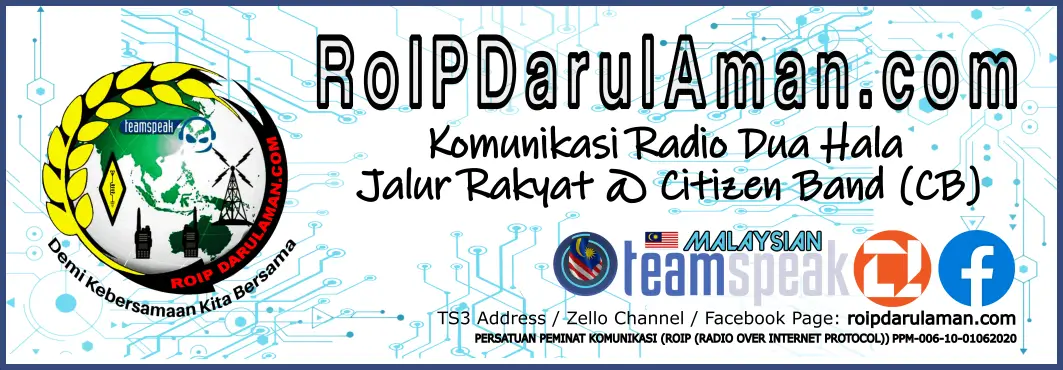 RoIPDarulAman.com
Komunikasi Radio Dua Hala
Jalur Rakyat @ Citizen Band (CB)
teamspeak
ROIP DARULAMAN.COM
Demi Kebersamaan Kita Bersama
MALAYSIAN
teamspeak
TS3 Address / Zello Channel / Facebook Page: roipdarulaman.com
PERSATUAN PEMINAT KOMUNIKASI (ROIP (RADIO OVER INTERNET PROTOCOL)) PPM-006-10-01062020